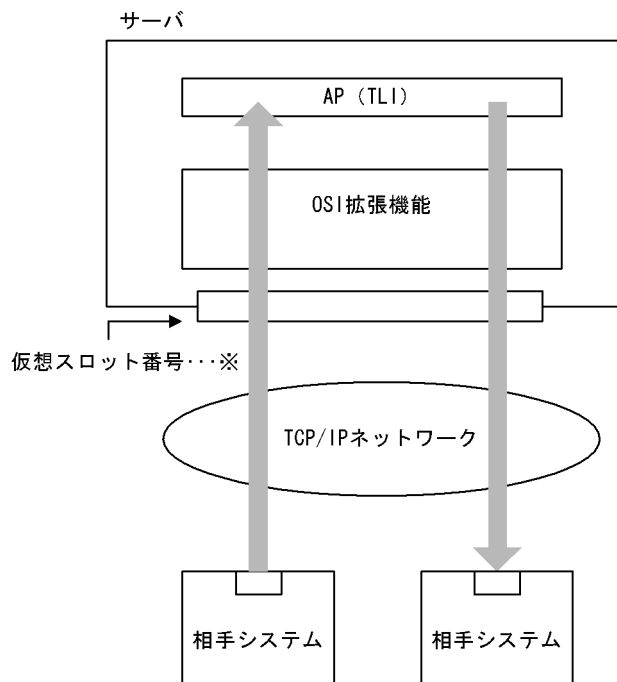 サーバ
AP（TLI）
OSI拡張機能
仮想スロット番号･･･※
TCP/IPネットワーク
相手システム
相手システム